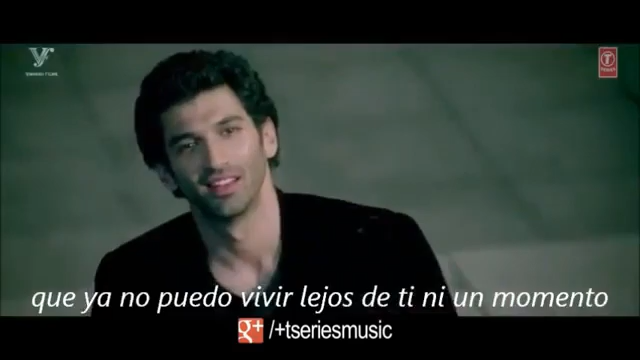 que ya no puedo vivir lejos de ti ni un momento
g+ /+tseriesmusic